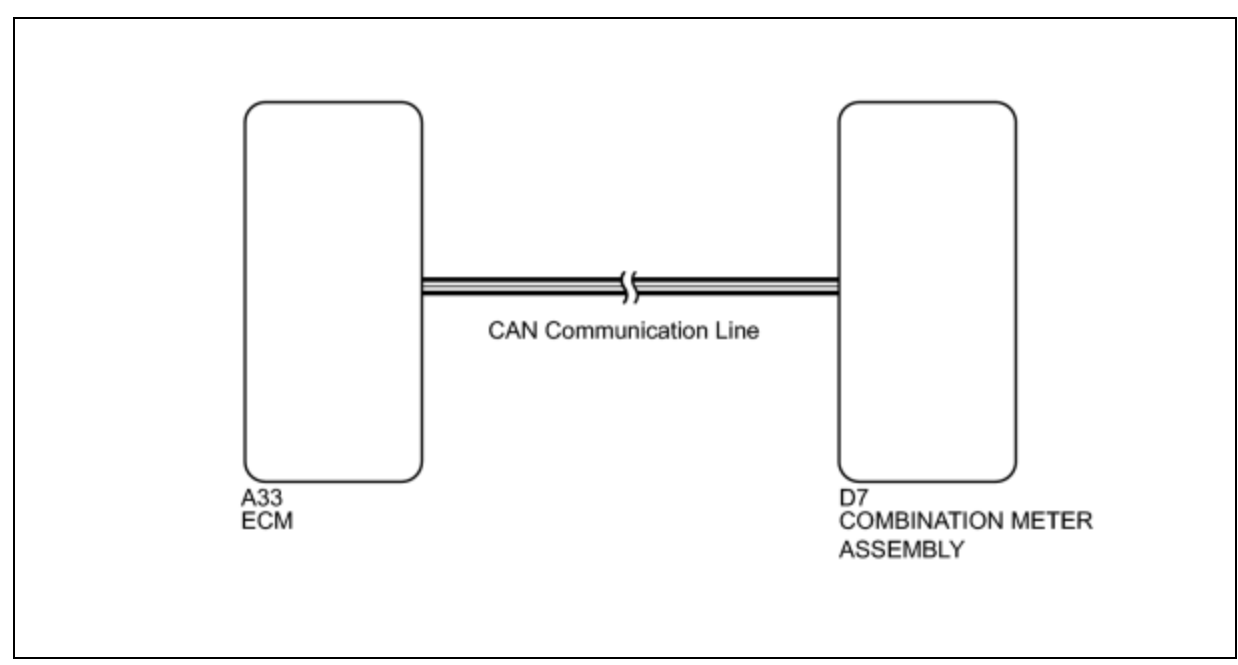 CAN Communication Line
A33
ECM
D7
COMBINATION METER
ASSEMBLY